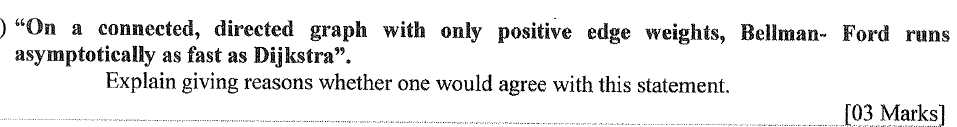 ) “On a connected, directed graph with only positive edge weights, Bellman- Ford runs
asymptotically as fast as Dijkstra”.
Explain giving reasons whether one would agree with this statement.
[03 Marks]